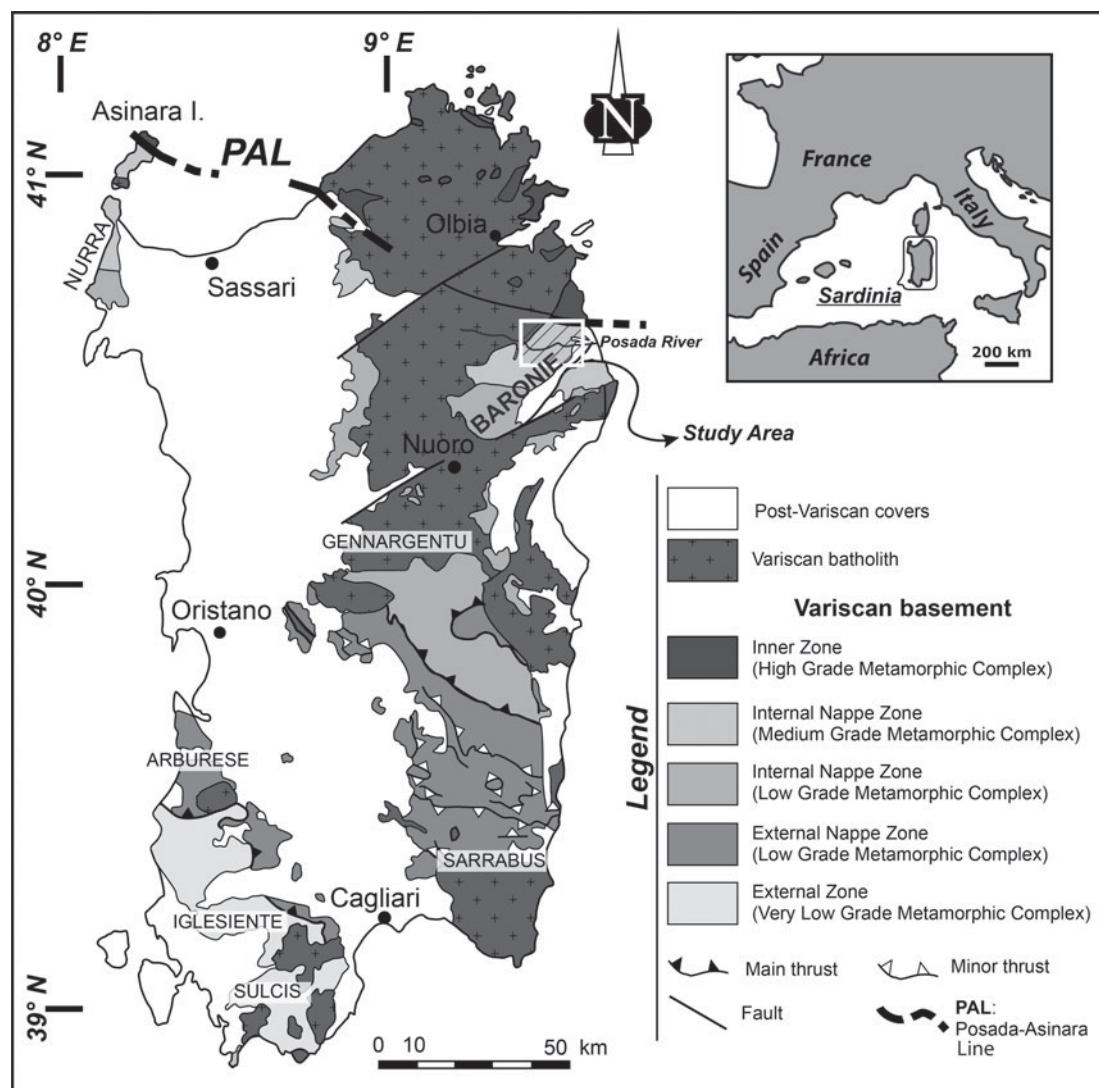 8° E
9° E
Asinara I.
PAL
N
41° N
NURRA
Sassari
Olbia
Posada River
BARONIE
Study Area
Nuoro
GENNARGENTU
40° N
Oristano
ARBURESE
SARRABUS
Cagliari
IGLESIENTE
SULCIS
39° N
0 10 50 km
France
Italy
Spain
Sardinia
Africa
200 km
Legend
Post-Variscan covers
Variscan batholith
Variscan basement
Inner Zone
(High Grade Metamorphic Complex)
Internal Nappe Zone
(Medium Grade Metamorphic Complex)
Internal Nappe Zone
(Low Grade Metamorphic Complex)
External Nappe Zone
(Low Grade Metamorphic Complex)
External Zone
(Very Low Grade Metamorphic Complex)
Main thrust
Minor thrust
Fault
PAL:
Posada-Asinara
Line